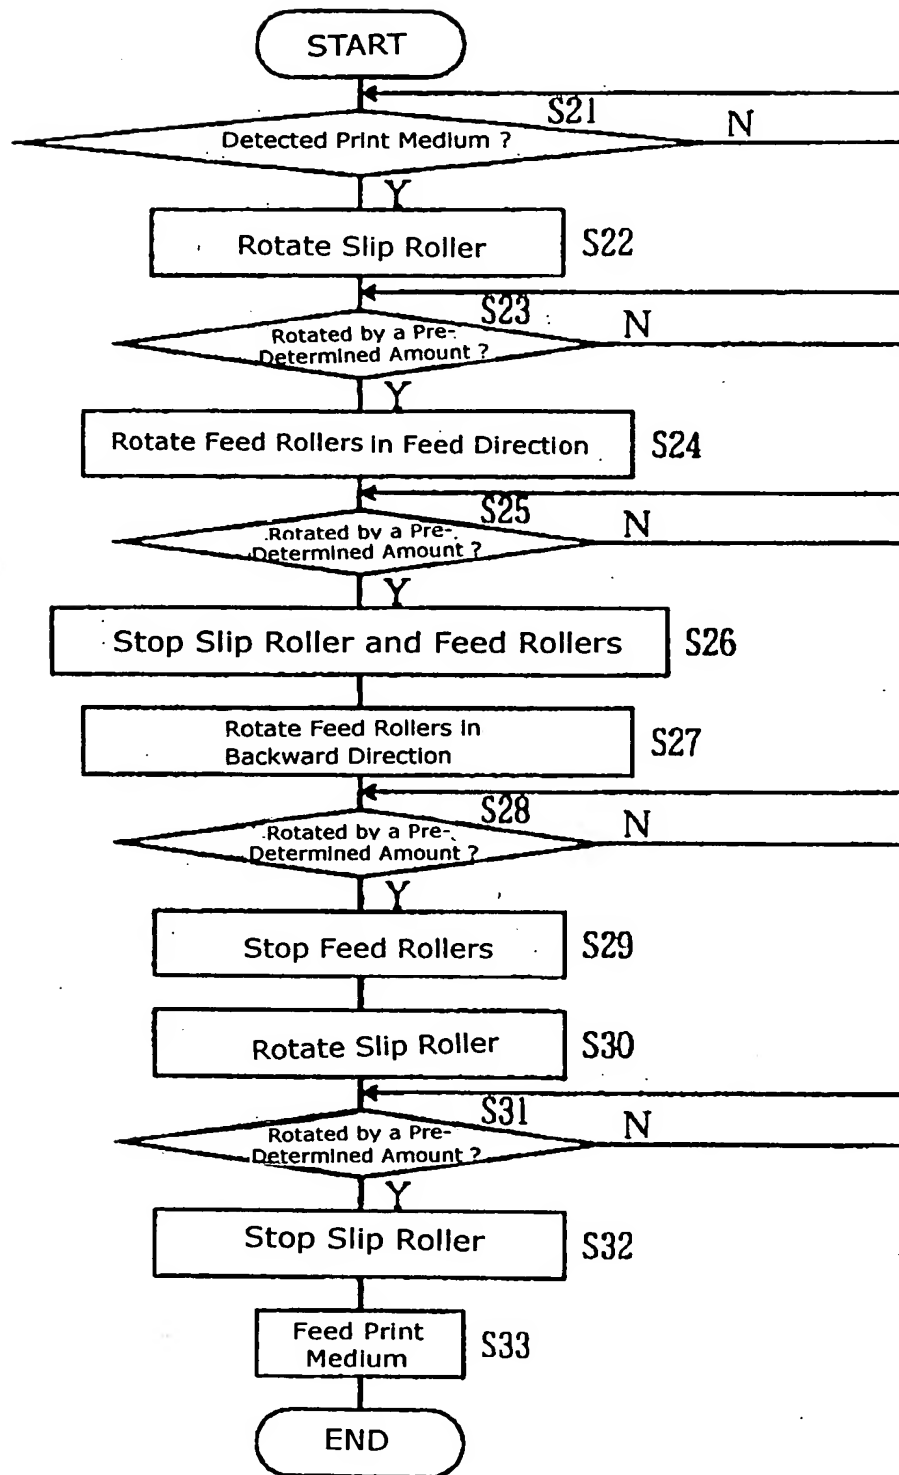 START
S21
Detected Print Medium ?
N
Y
Rotate Slip Roller
S22
S23
Rotated by a Pre-
Determined Amount ?
N
Y
Rotate Feed Rollers in Feed Direction
S24
S25
Rotated by a Pre-
Determined Amount ?
N
Y
Stop Slip Roller and Feed Rollers
S26
Rotate Feed Rollers in
Backward Direction
S27
S28
Rotated by a Pre-
Determined Amount ?
N
Y
Stop Feed Rollers
S29
Rotate Slip Roller
S30
S31
Rotated by a Pre-
Determined Amount ?
N
Y
Stop Slip Roller
S32
Feed Print
Medium
S33
END